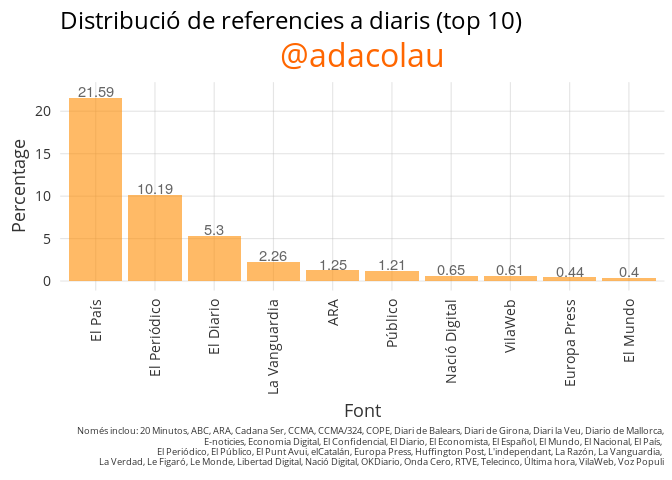 Distribució de referencies a diaris (top 10)
@adacolau
Percentage
20
15
10
5
0
21.59
10.19
5.3
2.26
1.25
1.21
0.65
0.61
0.44
0.4
El País
El Periódico
El Diario
La Vanguardia
ARA
Público
Nació Digital
VilaWeb
Europa Press
El Mundo
Font
Només inclou: 20 Minutos, ABC, ARA, Cadana Ser, CCMA, CCMA/324, COPE, Diari de Balears, Diari de Girona, Diari la Veu, Diario de Mallorca,
E-noticies, Economia Digital, El Confidencial, El Diario, El Economista, El Español, El Mundo, El Nacional, El País,
El Periódico, El Público, El Punt Avui, elCatalán, Europa Press, Huffington Post, L'independant, La Razón, La Vanguardia,
La Verdad, Le Figaró, Le Monde, Libertad Digital, Nació Digital, OKDiario, Onda Cero, RTVE, Telecinco, Última hora, VilaWeb, Voz Populi